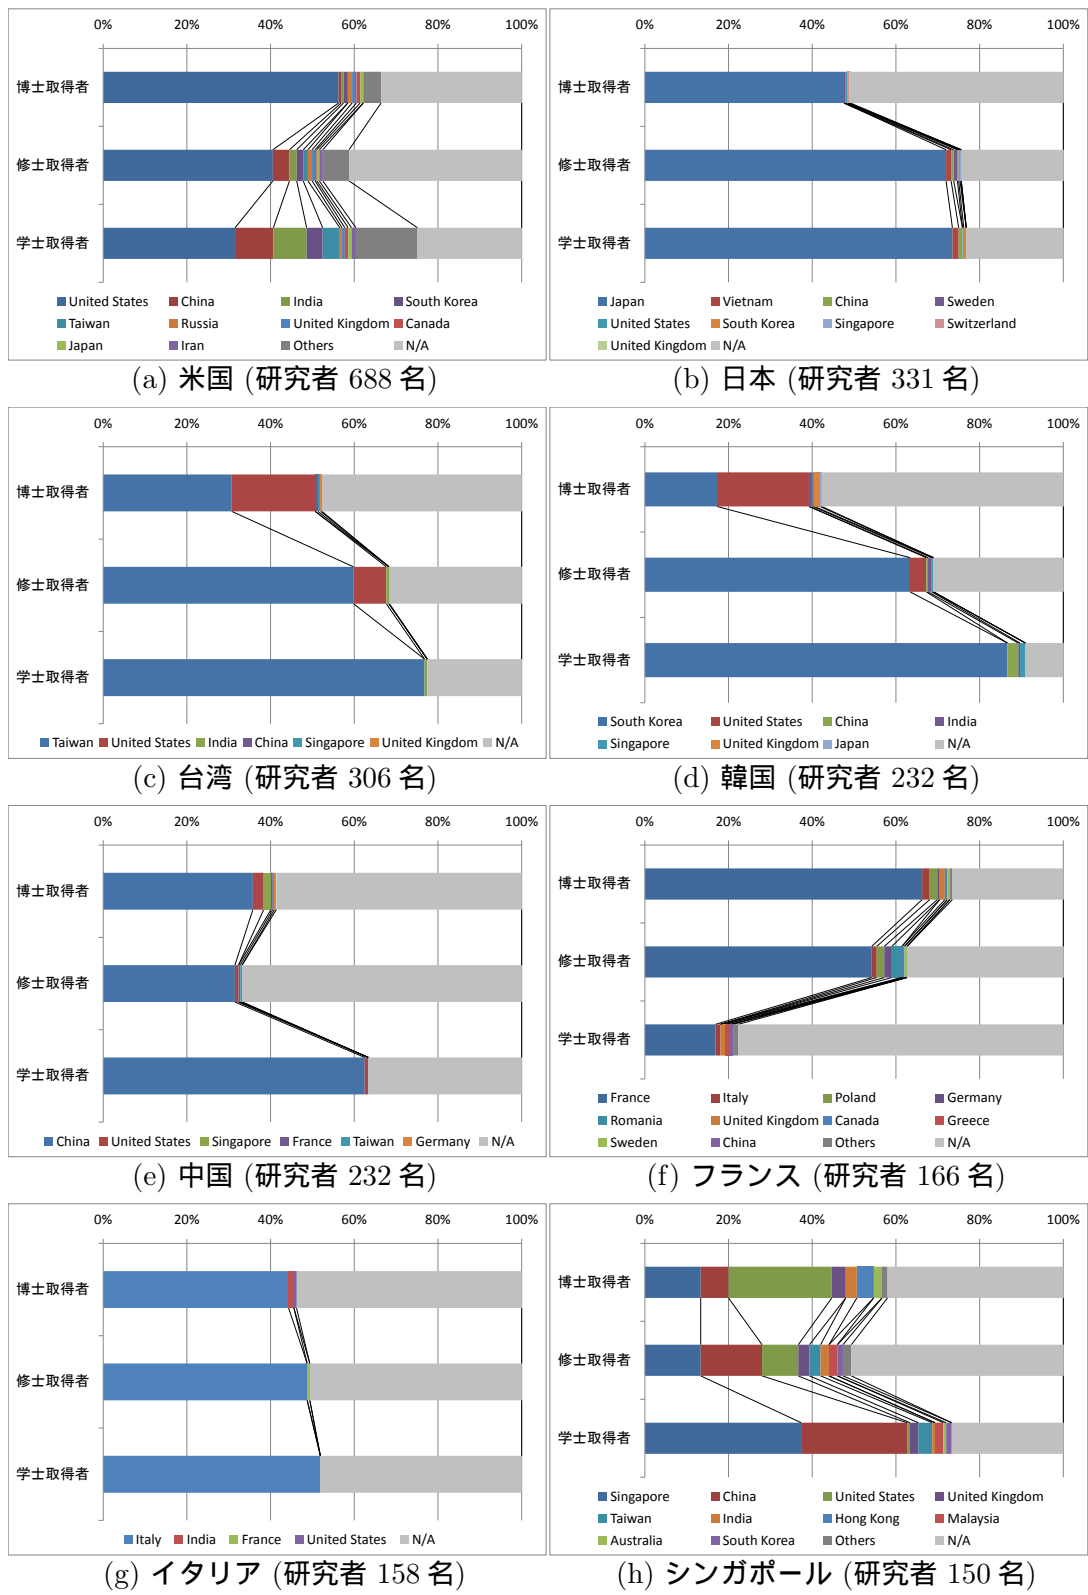 0% 20% 40% 60% 80% 100%
博士取得者
修士取得者
学士取得者
United States China India South Korea
Taiwan Russia United Kingdom Canada
Japan Iran Others N/A
(a) 米国 (研究者 688 名)
0% 20% 40% 60% 80% 100%
博士取得者
修士取得者
学士取得者
Japan Vietnam China Sweden
United States South Korea Singapore Switzerland
United Kingdom N/A
(b) 日本 (研究者 331 名)
0% 20% 40% 60% 80% 100%
博士取得者
修士取得者
学士取得者
Taiwan United States India China Singapore United Kingdom N/A
(c) 台湾 (研究者 306 名)
0% 20% 40% 60% 80% 100%
博士取得者
修士取得者
学士取得者
South Korea United States China India
Singapore United Kingdom Japan N/A
(d) 韓国 (研究者 232 名)
0% 20% 40% 60% 80% 100%
博士取得者
修士取得者
学士取得者
China United States Singapore France Taiwan Germany N/A
(e) 中国 (研究者 232 名)
0% 20% 40% 60% 80% 100%
博士取得者
修士取得者
学士取得者
France Italy Poland Germany
Romania United Kingdom Canada Greece
Sweden China Others N/A
(f) フランス (研究者 166 名)
0% 20% 40% 60% 80% 100%
博士取得者
修士取得者
学士取得者
Italy India France United States N/A
(g) イタリア (研究者 158 名)
0% 20% 40% 60% 80% 100%
博士取得者
修士取得者
学士取得者
Singapore China United States United Kingdom
Taiwan India Hong Kong Malaysia
Australia South Korea Others N/A
(h) シンガポール (研究者 150 名)